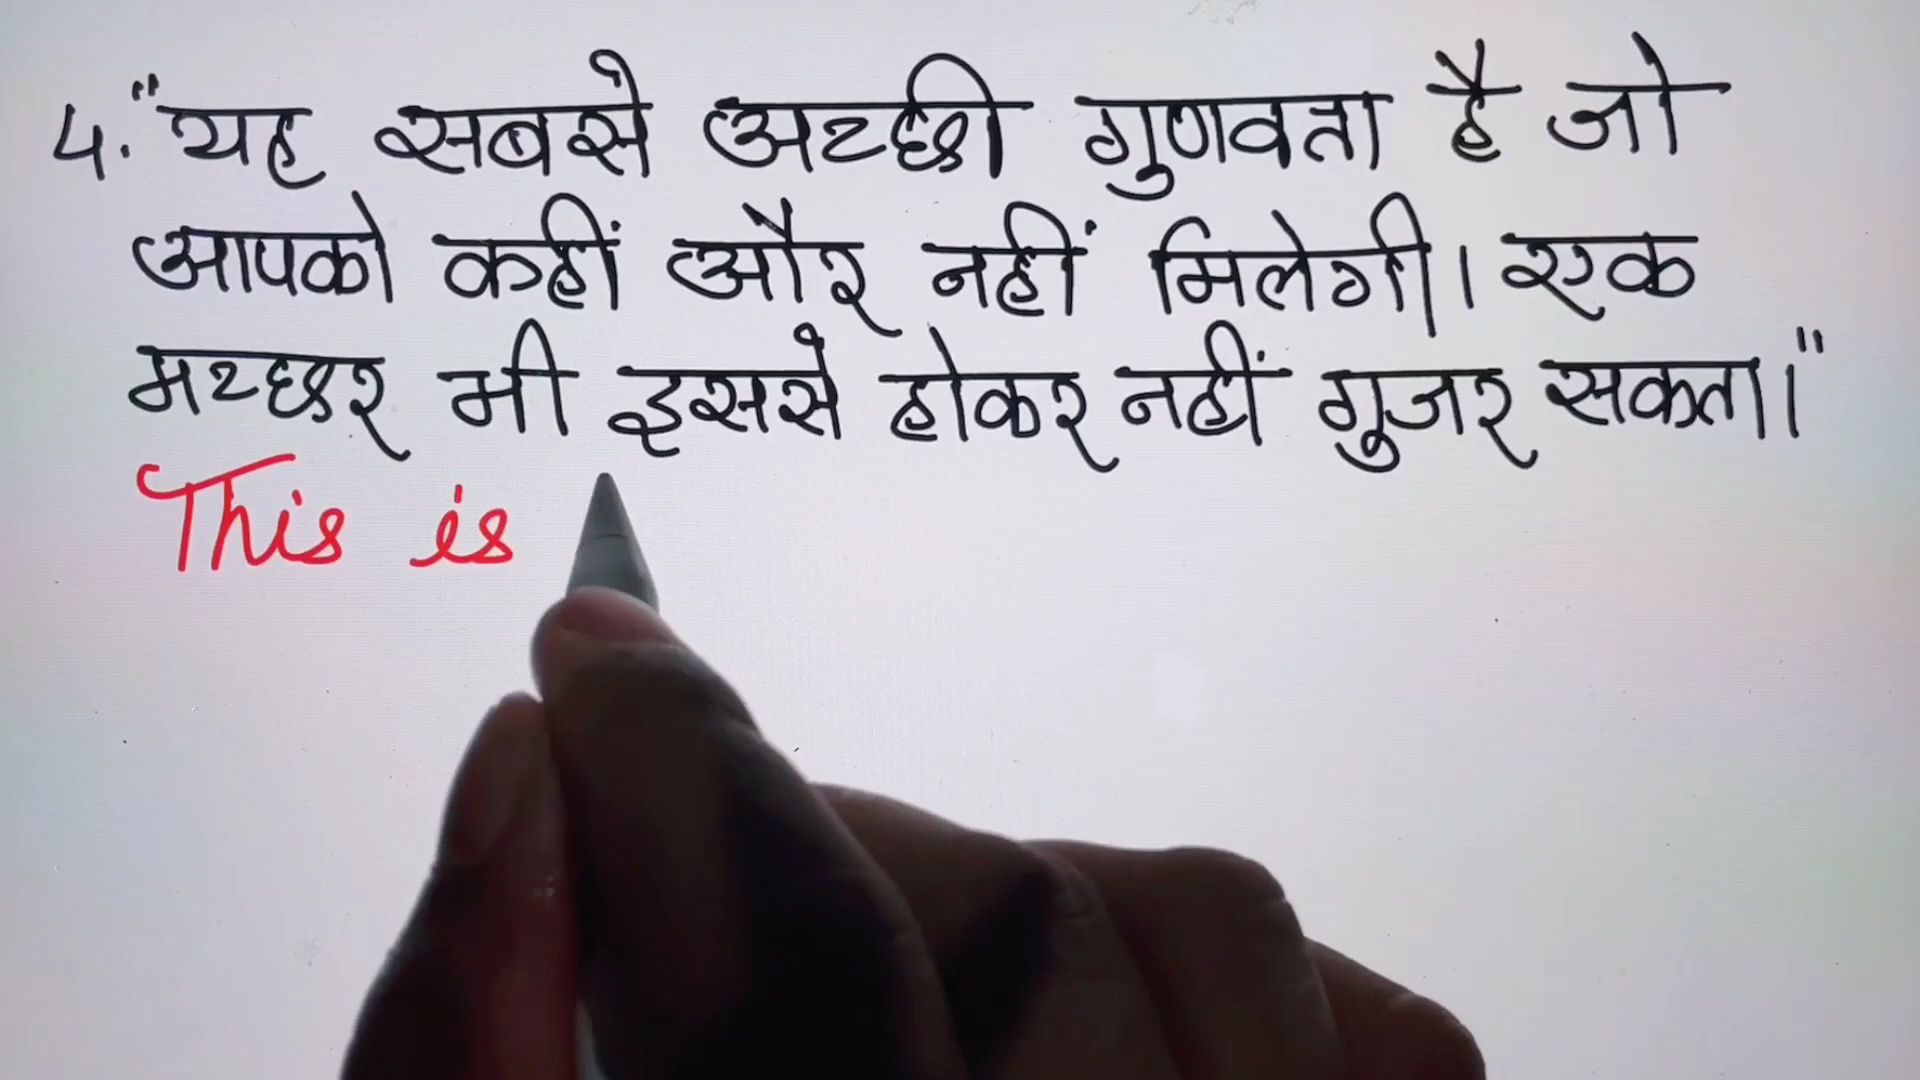 4. "यह सबसे अच्छी गुणवता है जो
आपको कहीं और नहीं मिलेगी। एक
मच्छर भी इससे होकर नहीं गुजर सकता।"
This is